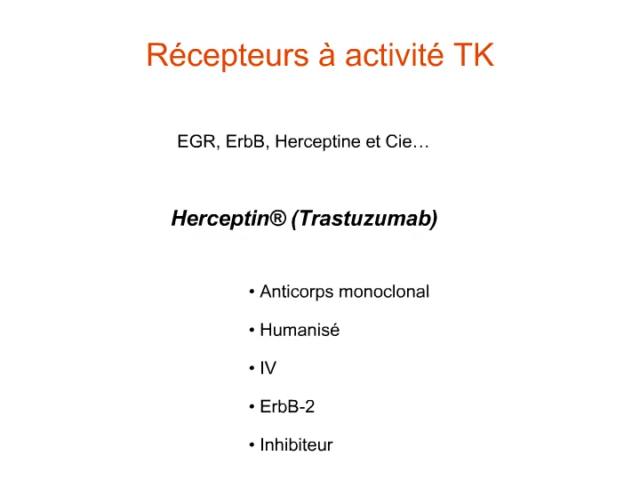 Récepteurs à activité TK
EGR, ErbB, Herceptine et Cie…
Herceptin® (Trastuzumab)
• Anticorps monoclonal
• Humanisé
• IV
• ErbB-2
• Inhibiteur